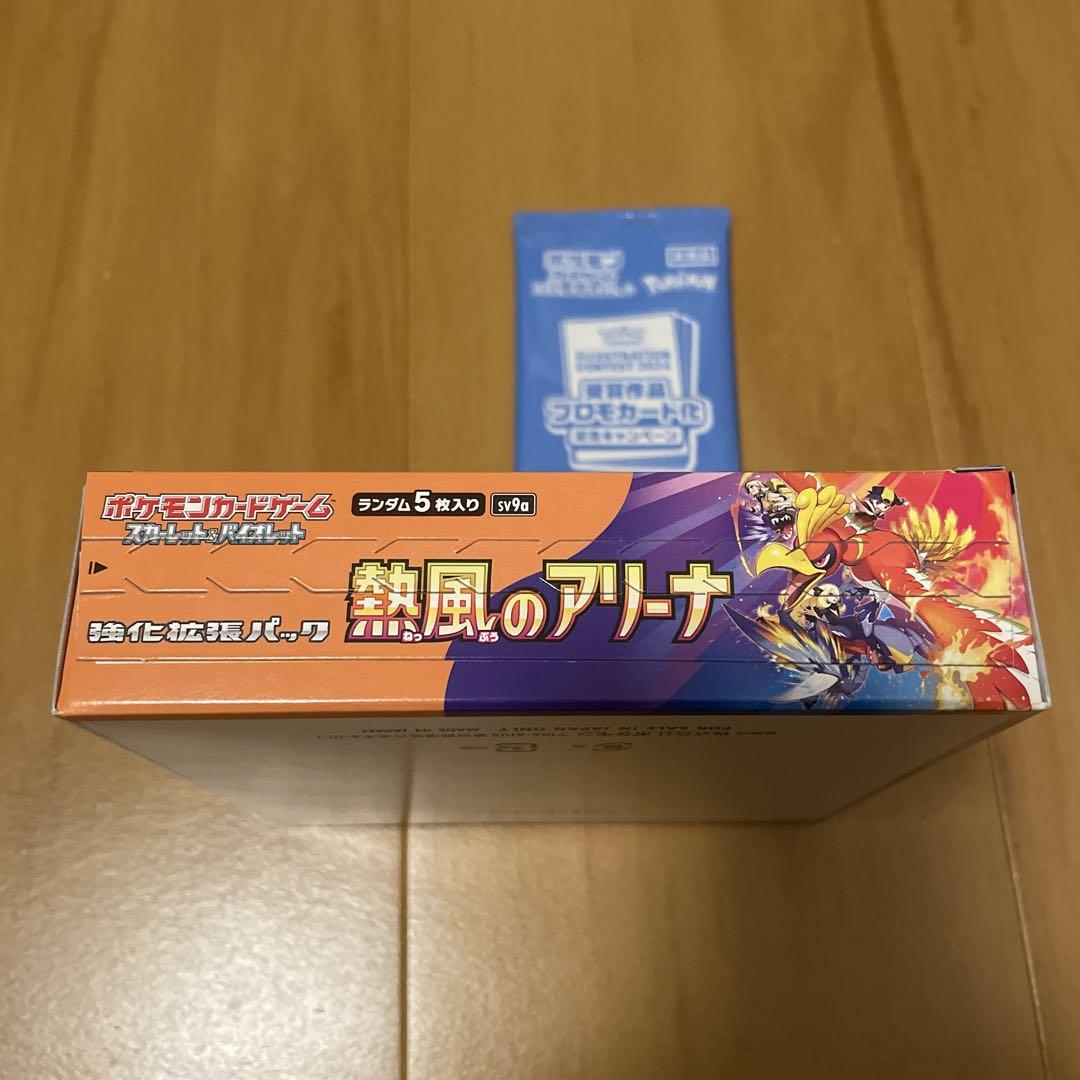 Pokémon
ILLUSTRATION
CONTEST 2024
受賞作品
プロモカード化
記念キャンペーン
ポケモンカードゲーム
スカーレット&バイオレット
ランダム5枚入り
sv9a
強化拡張パック
熱風のアリーナ
ねっ ぷう
FOR SALE IN JAPAN ONLY MADE IN JAPAN